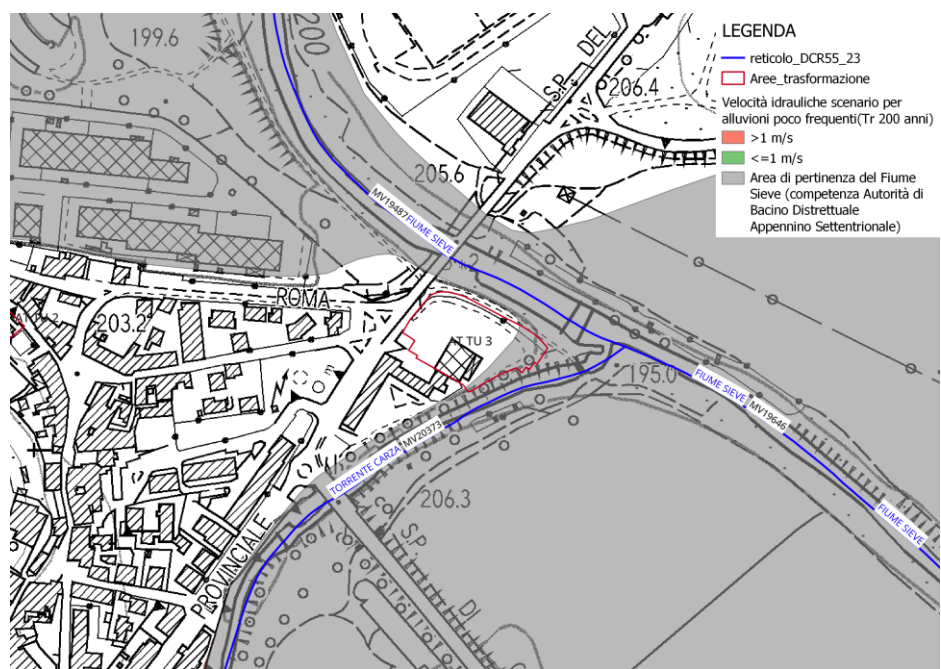 LEGENDA
reticolo_DCR55_23
Aree_trasformazione
Velocità idrauliche scenario per
alluvioni poco frequenti(Tr 200 anni)
>1 m/s
<=1 m/s
Area di pertinenza del Fiume
Sieve (competenza Autorità di
Bacino Distrettuale
Appennino Settentrionale)
199.6
200
S.P. DEL
206.4
205.6
MV19487
FIUME SIEVE
ROMA
203.2
AT TU 2
AT TU 3
195.0
FIUME SIEVE
MV19646
FIUME SIEVE
TORRENTE CARZA
MV20373
206.3
PROVINCIALE
S.P.
DI